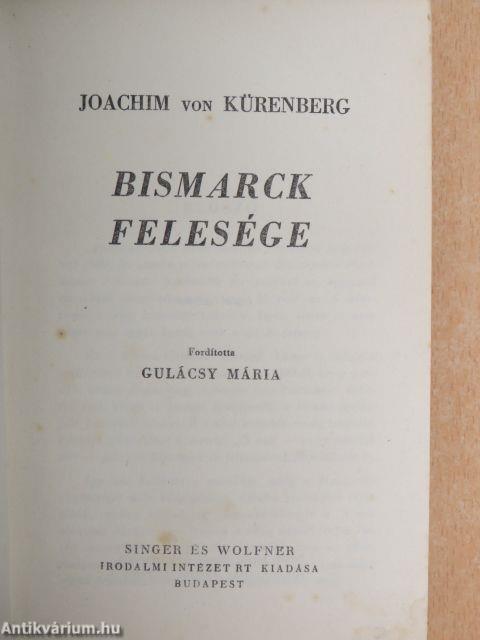 JOACHIM VON KÜRENBERG
BISMARCK
FELESÉGE
Fordította
GULÁCSY MÁRIA
SINGER ÉS WOLFNER
IRODALMI INTÉZET RT KIADÁSA
BUDAPEST
Antikvárium.hu